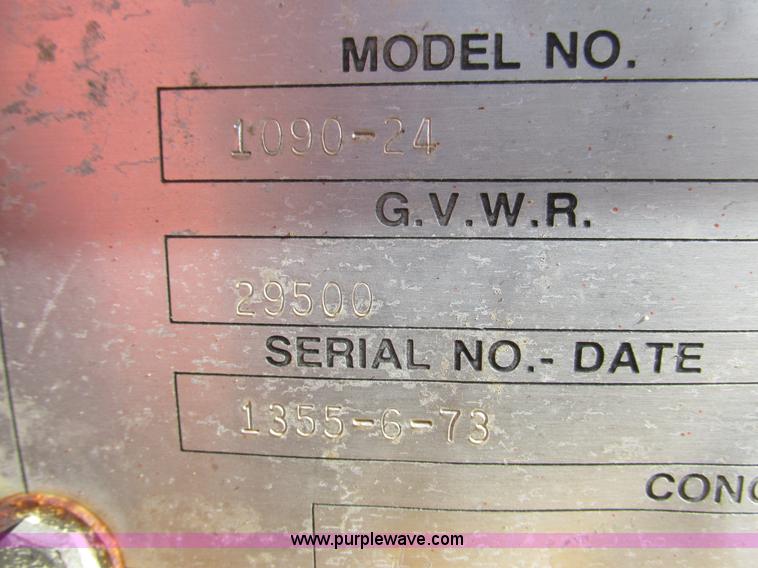 MODEL NO.
1090-24
G.V.W.R.
29500
SERIAL NO.- DATE
1355-6-73
CONC
www.purplewave.com